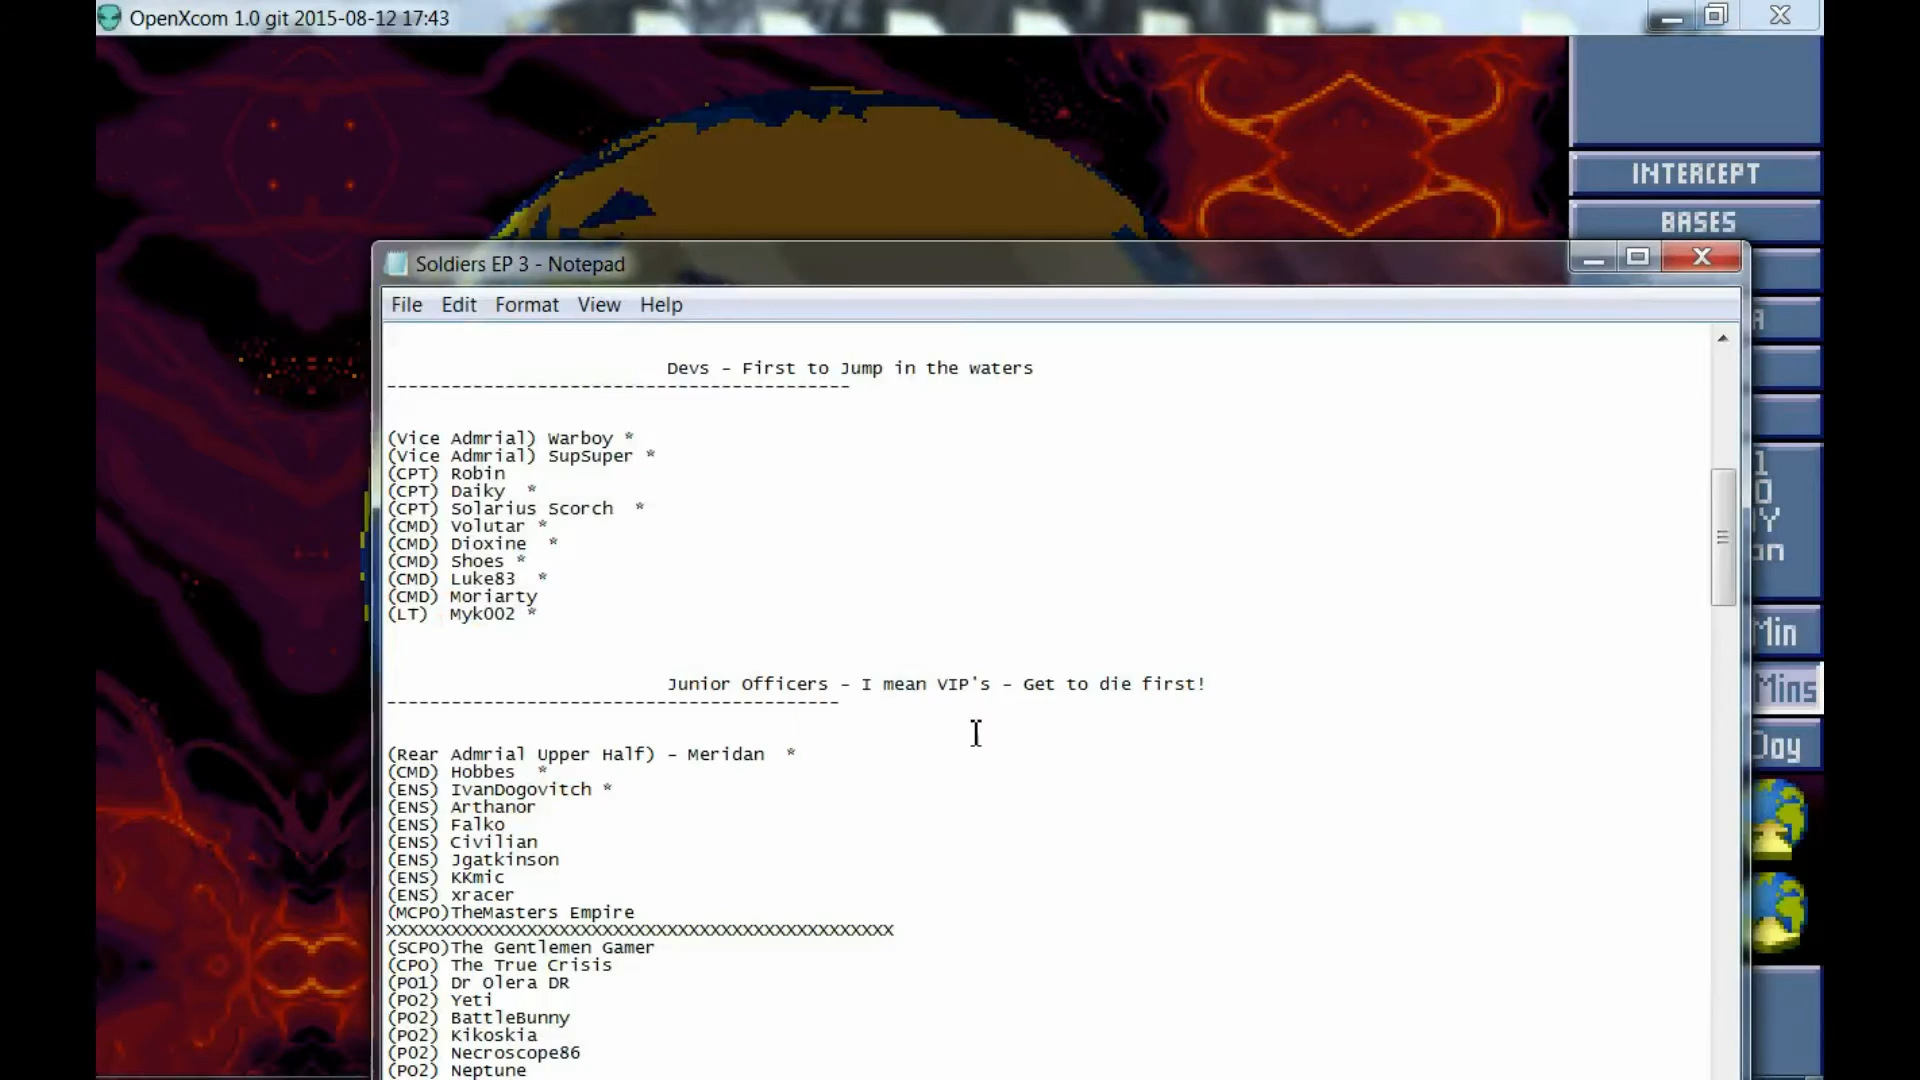 OpenXcom 1.0 git 2015-08-12 17:43
INTERCEPT
BASES
Soldiers EP 3 - Notepad
File Edit Format View Help
Devs - First to Jump in the waters
--------------------------------------------
(Vice Admrial) Warboy *
(Vice Admrial) SupSuper *
(CPT) Robin
(CPT) Daiky *
(CPT) Solarius Scorch *
(CMD) Volutar *
(CMD) Dioxine *
(CMD) Shoes *
(CMD) Luke83 *
(CMD) Moriarty
(LT) Myk002 *
Junior Officers - I mean VIP's - Get to die first!
-------------------------------------------
(Rear Admrial Upper Half) - Meridan *
(CMD) Hobbes *
(ENS) IvanDogovitch *
(ENS) Arthanor
(ENS) Falko
(ENS) Civilian
(ENS) Jgatkinson
(ENS) KKmic
(ENS) xracer
(MCPO)TheMasters Empire
XXXXXXXXXXXXXXXXXXXXXXXXXXXXXXXXXXXXXXXXXXXXXXX
(SCPO)The Gentlemen Gamer
(CPO) The True Crisis
(PO1) Dr Olera DR
(PO2) Yeti
(PO2) BattleBunny
(PO2) Kikoskia
(PO2) Necroscope86
(PO2) Neptune
Min
Mins
Day